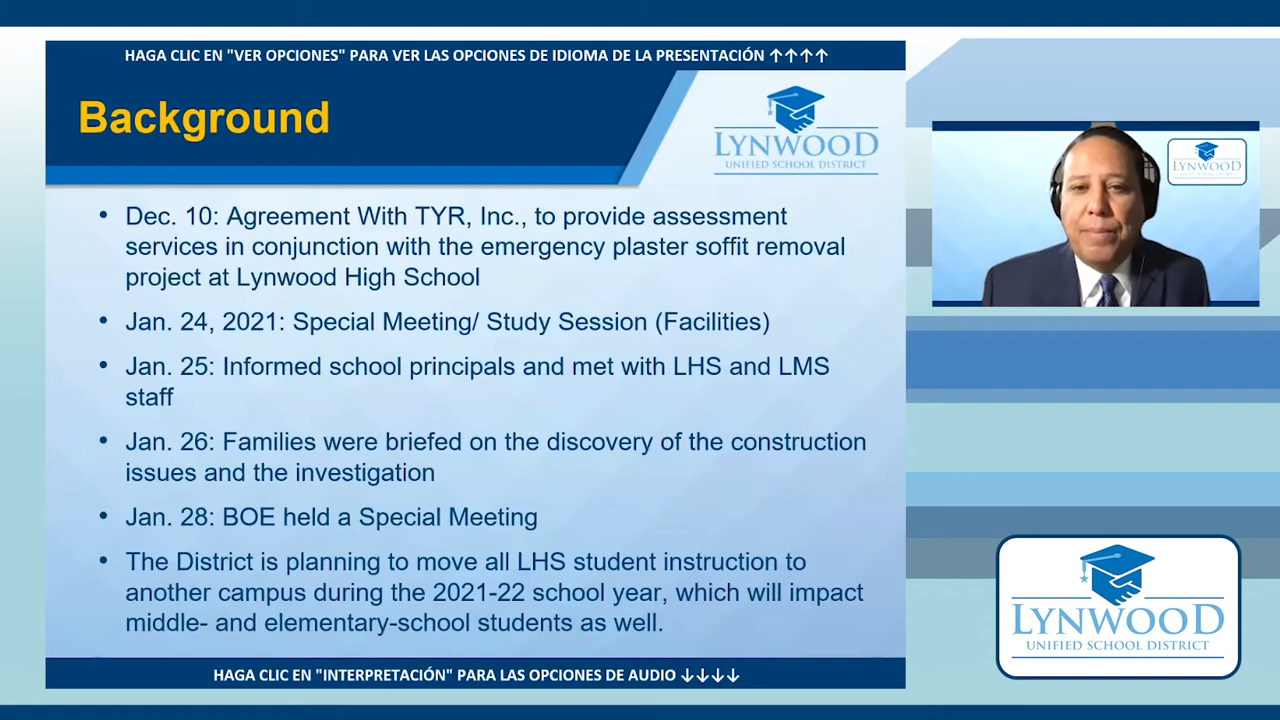 HAGA CLIC EN "VER OPCIONES" PARA VER LAS OPCIONES DE IDIOMA DE LA PRESENTACIÓN ↑↑↑↑
Background
LYNWOOD
UNIFIED SCHOOL DISTRICT
• Dec. 10: Agreement With TYR, Inc., to provide assessment
services in conjunction with the emergency plaster soffit removal
project at Lynwood High School
• Jan. 24, 2021: Special Meeting/ Study Session (Facilities)
• Jan. 25: Informed school principals and met with LHS and LMS
staff
• Jan. 26: Families were briefed on the discovery of the construction
issues and the investigation
• Jan. 28: BOE held a Special Meeting
• The District is planning to move all LHS student instruction to
another campus during the 2021-22 school year, which will impact
middle- and elementary-school students as well.
HAGA CLIC EN "INTERPRETACIÓN" PARA LAS OPCIONES DE AUDIO ↓↓↓↓
LYNWOOD
LYNWOOD
UNIFIED SCHOOL DISTRICT